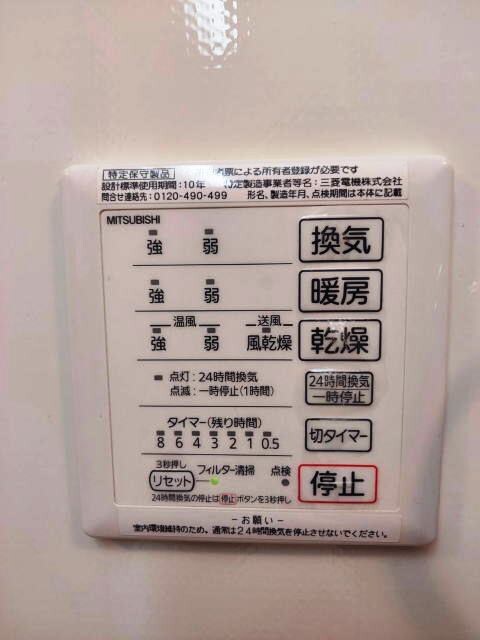 特定保守製品 票による所有者登録が必要です
設計標準使用期間:10年 特定製造事業者等名:三菱電機株式会社
問合せ連絡先:0120-490-499 形名、製造年月、点検期間は本体に記載
MITSUBISHI
強 弱 換気
強 弱 暖房
温風 送風
強 弱 風乾燥 乾燥
点灯:24時間換気
点滅:一時停止(1時間)
24時間換気
一時停止
タイマー(残り時間)
8 6 4 3 2 1 0.5
切タイマー
3秒押し
リセット フィルター清掃 点検
24時間換気の停止は停止ボタンを3秒押し
停止
- お願い -
室内環境維持のため、通常は24時間換気を停止させないでください。